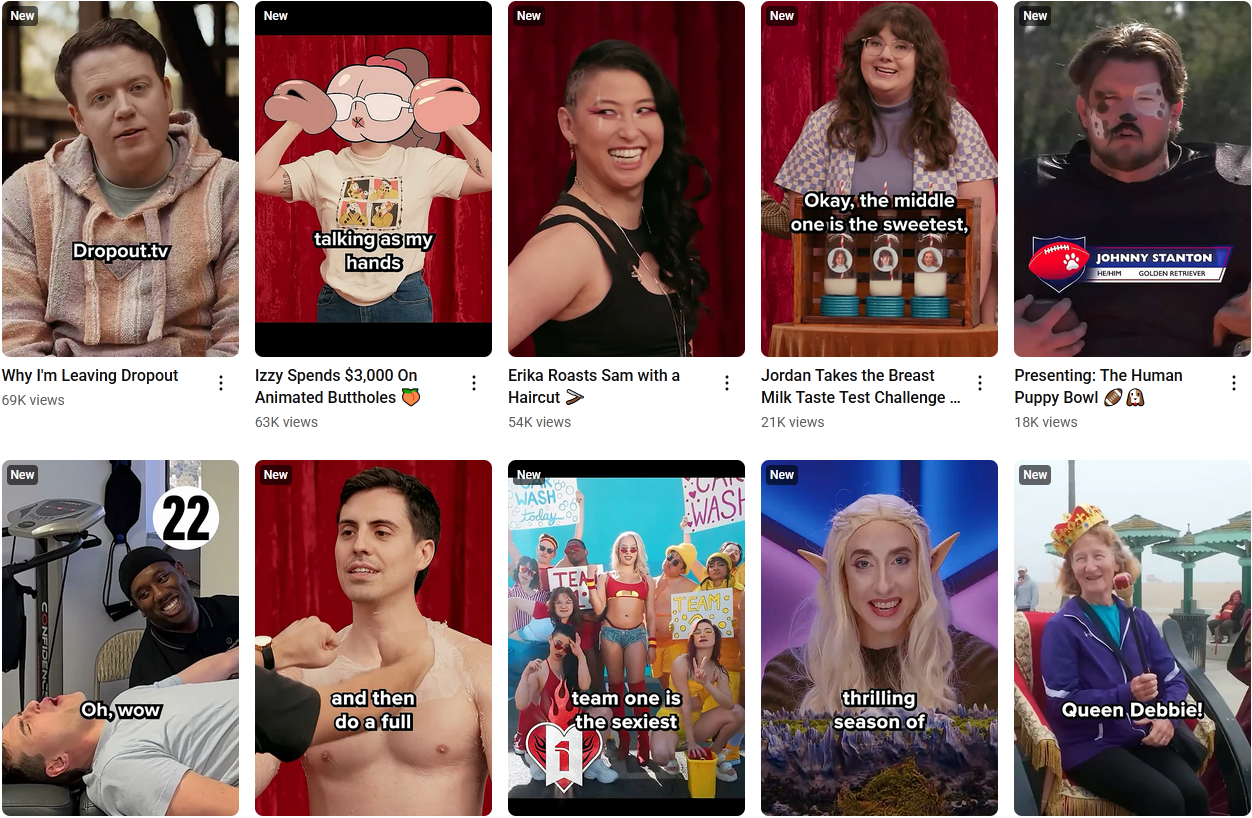 New
New
New
New
New
Dropout.tv
talking as my
hands
Okay, the middle
one is the sweetest,
JOHNNY STANTON
HE/HIM GOLDEN RETRIEVER
Why I'm Leaving Dropout
69K views
Izzy Spends $3,000 On
Animated Buttholes 🍑
63K views
Erika Roasts Sam with a
Haircut
54K views
Jordan Takes the Breast
Milk Taste Test Challenge ...
21K views
Presenting: The Human
Puppy Bowl 🏈🐶
18K views
New
New
New
New
New
22
CONFIDENCE
Oh, wow
and then
do a full
CAR
WASH
today
CAR
WASH
TEA
TEAM
team one is
the sexiest
1
thrilling
season of
Queen Debbie!